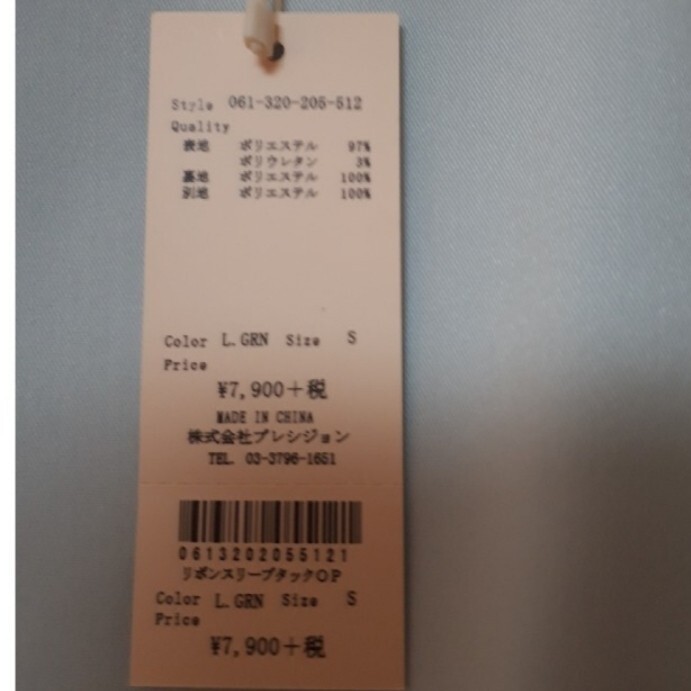 Style 061-320-205-512
Quality
表地 ポリエステル 97%
ポリウレタン 3%
裏地 ポリエステル 100%
別地 ポリエステル 100%
Color L.GRN Size S
Price
¥7,900+税
MADE IN CHINA
株式会社プレシジョン
TEL. 03-3796-1651
0613202055121
リボンスリーブタックOP
Color L.GRN Size S
Price
¥7,900+税